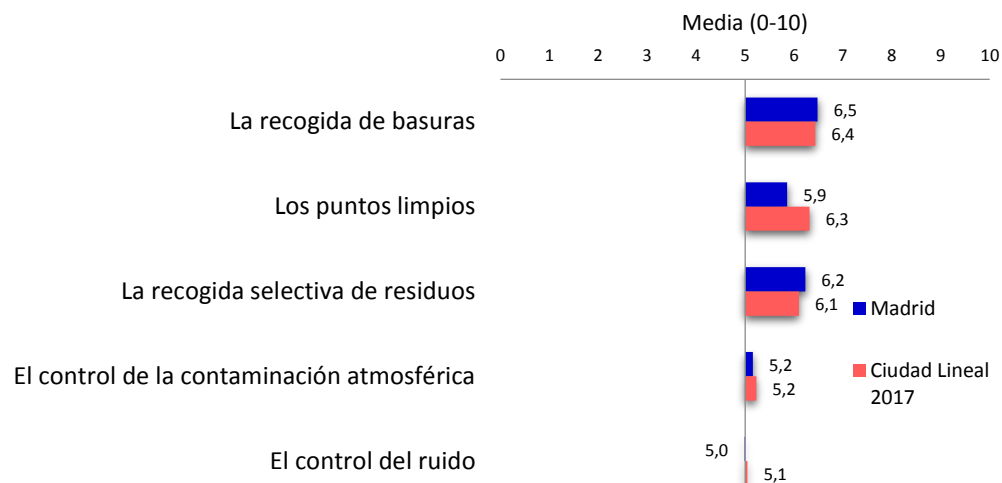 Media (0-10)
0 1 2 3 4 5 6 7 8 9 10
La recogida de basuras
6,5
6,4
Los puntos limpios
5,9
6,3
La recogida selectiva de residuos
6,2
6,1
Madrid
El control de la contaminación atmosférica
5,2
5,2
Ciudad Lineal
2017
El control del ruido
5,0
5,1